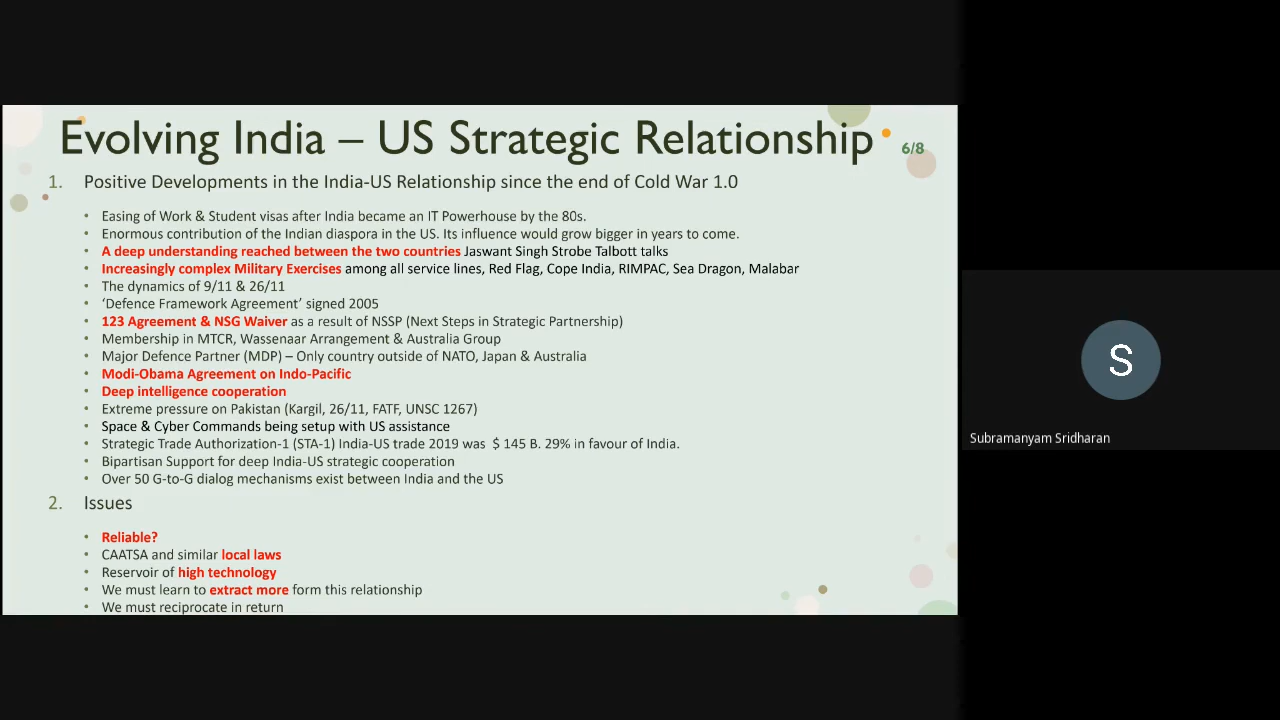 Evolving India – US Strategic Relationship
6/8
1. Positive Developments in the India-US Relationship since the end of Cold War 1.0
• Easing of Work & Student visas after India became an IT Powerhouse by the 80s.
• Enormous contribution of the Indian diaspora in the US. Its influence would grow bigger in years to come.
• A deep understanding reached between the two countries Jaswant Singh Strobe Talbott talks
• Increasingly complex Military Exercises among all service lines, Red Flag, Cope India, RIMPAC, Sea Dragon, Malabar
• The dynamics of 9/11 & 26/11
• ‘Defence Framework Agreement’ signed 2005
• 123 Agreement & NSG Waiver as a result of NSSP (Next Steps in Strategic Partnership)
• Membership in MTCR, Wassenaar Arrangement & Australia Group
• Major Defence Partner (MDP) – Only country outside of NATO, Japan & Australia
• Modi-Obama Agreement on Indo-Pacific
• Deep intelligence cooperation
• Extreme pressure on Pakistan (Kargil, 26/11, FATF, UNSC 1267)
• Space & Cyber Commands being setup with US assistance
• Strategic Trade Authorization-1 (STA-1) India-US trade 2019 was $ 145 B. 29% in favour of India.
• Bipartisan Support for deep India-US strategic cooperation
• Over 50 G-to-G dialog mechanisms exist between India and the US
2. Issues
• Reliable?
• CAATSA and similar local laws
• Reservoir of high technology
• We must learn to extract more form this relationship
• We must reciprocate in return
S
Subramanyam Sridharan